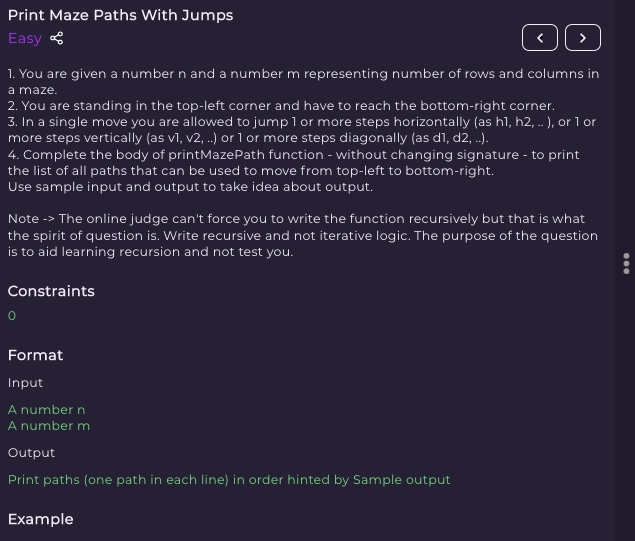 Print Maze Paths With Jumps
Easy
1. You are given a number n and a number m representing number of rows and columns in
a maze.
2. You are standing in the top-left corner and have to reach the bottom-right corner.
3. In a single move you are allowed to jump 1 or more steps horizontally (as h1, h2, .. ), or 1 or
more steps vertically (as v1, v2, ..) or 1 or more steps diagonally (as d1, d2, ..).
4. Complete the body of printMazePath function - without changing signature - to print
the list of all paths that can be used to move from top-left to bottom-right.
Use sample input and output to take idea about output.
Note -> The online judge can't force you to write the function recursively but that is what
the spirit of question is. Write recursive and not iterative logic. The purpose of the question
is to aid learning recursion and not test you.
Constraints
0
Format
Input
A number n
A number m
Output
Print paths (one path in each line) in order hinted by Sample output
Example